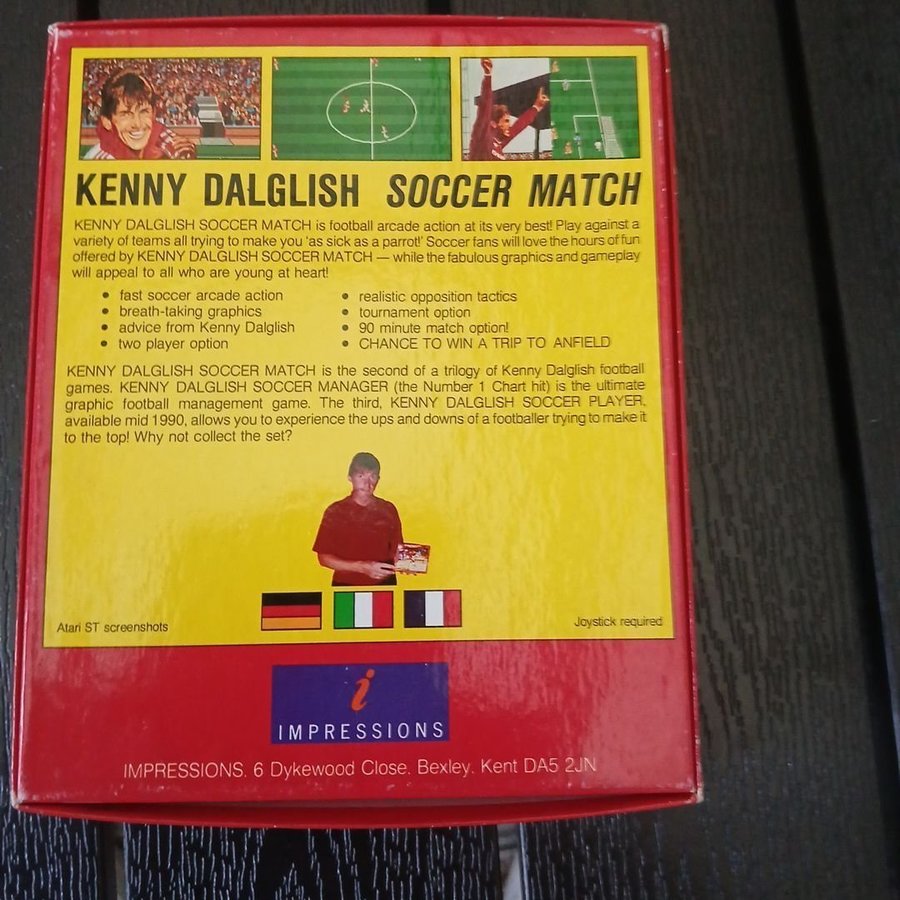 KENNY DALGLISH SOCCER MATCH
KENNY DALGLISH SOCCER MATCH is football arcade action at its very best! Play against a
variety of teams all trying to make you 'as sick as a parrot!' Soccer fans will love the hours of fun
offered by KENNY DALGLISH SOCCER MATCH — while the fabulous graphics and gameplay
will appeal to all who are young at heart!
• fast soccer arcade action
• breath-taking graphics
• advice from Kenny Dalglish
• two player option
• realistic opposition tactics
• tournament option
• 90 minute match option!
• CHANCE TO WIN A TRIP TO ANFIELD
KENNY DALGLISH SOCCER MATCH is the second of a trilogy of Kenny Dalglish football
games. KENNY DALGLISH SOCCER MANAGER (the Number 1 Chart hit) is the ultimate
graphic football management game. The third, KENNY DALGLISH SOCCER PLAYER,
available mid 1990, allows you to experience the ups and downs of a footballer trying to make it
to the top! Why not collect the set?
Atari ST screenshots
Joystick required
i
IMPRESSIONS
IMPRESSIONS. 6 Dykewood Close. Bexley. Kent DA5 2JN